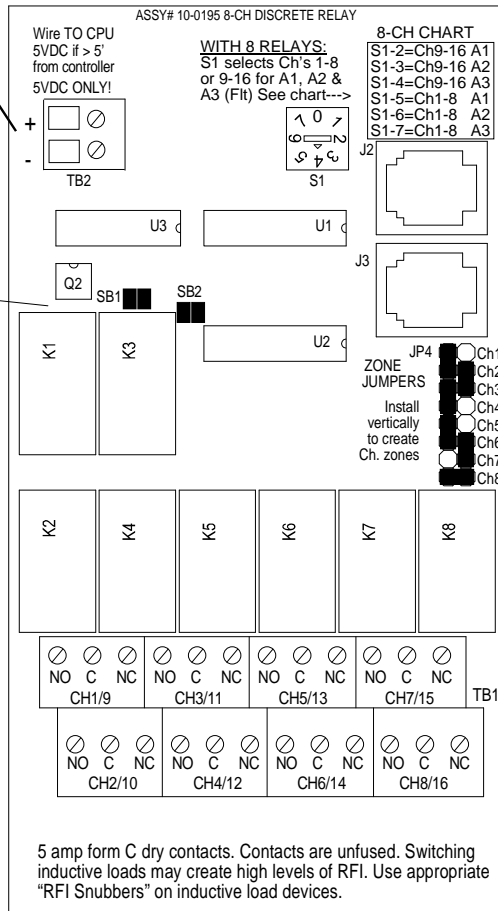 ASSY# 10-0195 8-CH DISCRETE RELAY
Wire TO CPU
5VDC if > 5'
from controller
5VDC ONLY!
+
-
TB2
WITH 8 RELAYS:
S1 selects Ch's 1-8
or 9-16 for A1, A2 &
A3 (Flt) See chart--->
8-CH CHART
S1-2=Ch9-16 A1
S1-3=Ch9-16 A2
S1-4=Ch9-16 A3
S1-5=Ch1-8 A1
S1-6=Ch1-8 A2
S1-7=Ch1-8 A3
7 0 1
6 2
5 4 3
S1
J2
U3
U1
J3
Q2
SB1
SB2
U2
K1
K3
JP4
ZONE
JUMPERS
Install
vertically
to create
Ch. zones
Ch1
Ch2
Ch3
Ch4
Ch5
Ch6
Ch7
Ch8
K2
K4
K5
K6
K7
K8
NO C NC
CH1/9
NO C NC
CH3/11
NO C NC
CH5/13
NO C NC
CH7/15
TB1
NO C NC
CH2/10
NO C NC
CH4/12
NO C NC
CH6/14
NO C NC
CH8/16
5 amp form C dry contacts. Contacts are unfused. Switching
inductive loads may create high levels of RFI. Use appropriate
“RFI Snubbers” on inductive load devices.